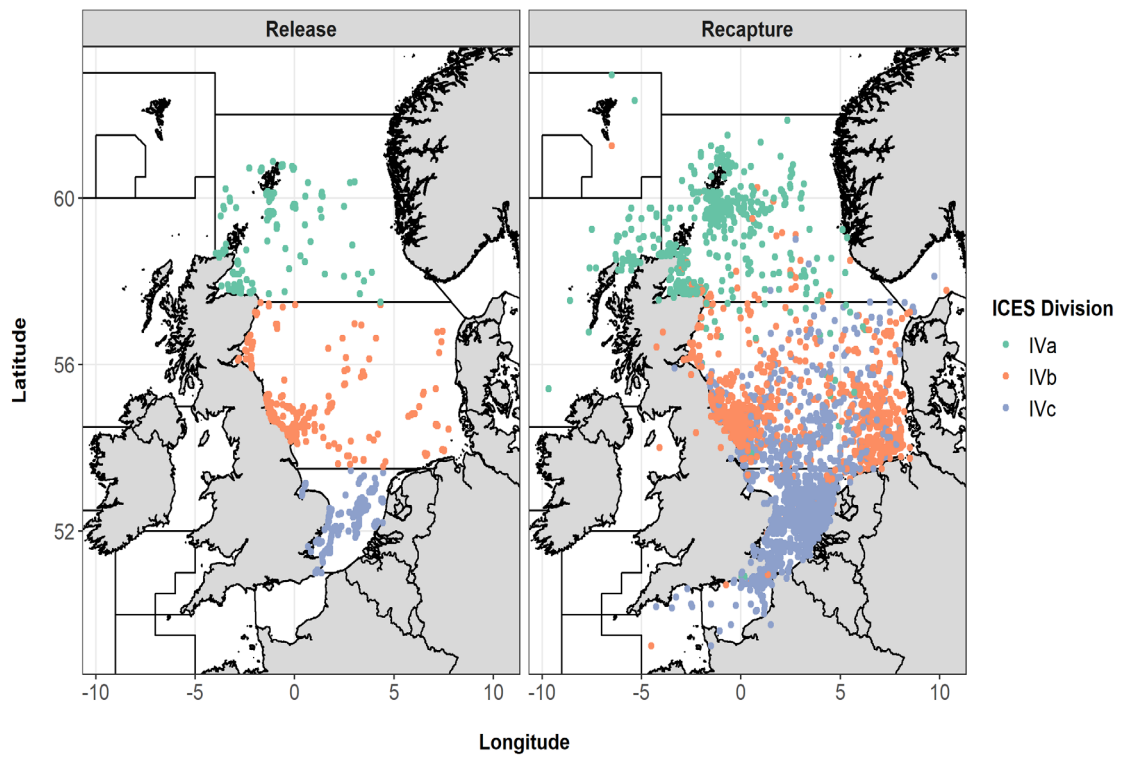 Release Recapture
Latitude
60
56
52
-10 -5 0 5 10 -10 -5 0 5 10
Longitude
ICES Division
IVa
IVb
IVc